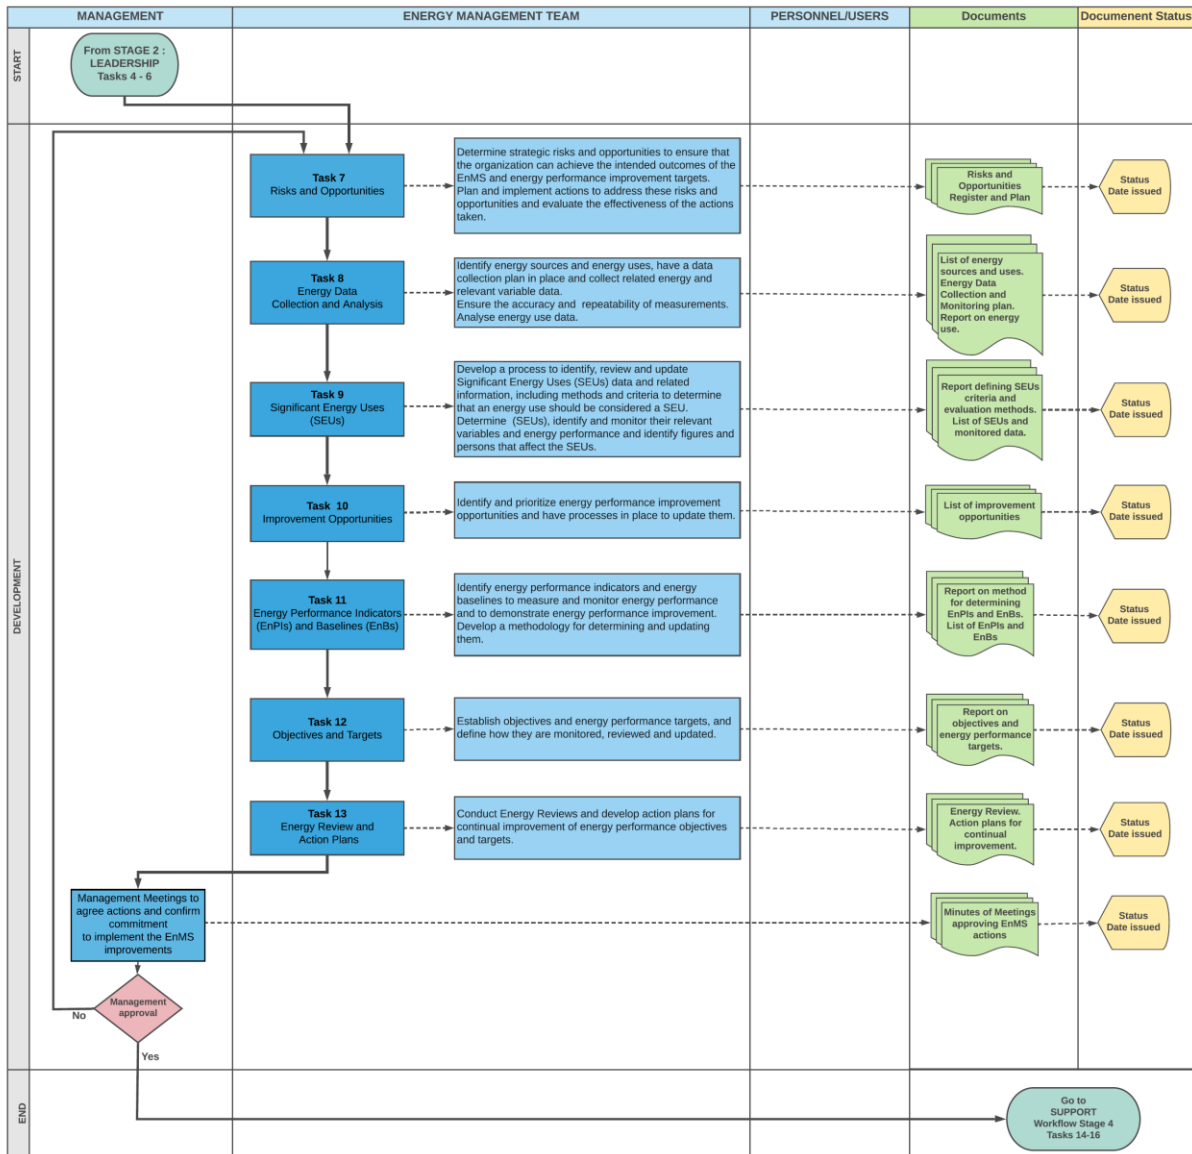 MANAGEMENT
ENERGY MANAGEMENT TEAM
PERSONNEL/USERS
Documents
Documenent Status
START
From STAGE 2 :
LEADERSHIP
Tasks 4 - 6
DEVELOPMENT
Task 7
Risks and Opportunities
Determine strategic risks and opportunities to ensure that
the organization can achieve the intended outcomes of the
EnMS and energy performance improvement targets.
Plan and implement actions to address these risks and
opportunities and evaluate the effectiveness of the actions
taken.
Risks and
Opportunities
Register and Plan
Status
Date issued
Task 8
Energy Data
Collection and Analysis
Identify energy sources and energy uses, have a data
collection plan in place and collect related energy and
relevant variable data.
Ensure the accuracy and repeatability of measurements.
Analyse energy use data.
List of energy
sources and uses.
Energy Data
Collection and
Monitoring plan.
Report on energy
use.
Status
Date issued
Task 9
Significant Energy Uses
(SEUs)
Develop a process to identify, review and update
Significant Energy Uses (SEUs) data and related
information, including methods and criteria to determine
that an energy use should be considered a SEU.
Determine (SEUs), identify and monitor their relevant
variables and energy performance and identify figures and
persons that affect the SEUs.
Report defining SEUs
criteria and
evaluation methods.
List of SEUs and
monitored data.
Status
Date issued
Task 10
Improvement Opportunities
Identify and prioritize energy performance improvement
opportunities and have processes in place to update them.
List of improvement
opportunities
Status
Date issued
Task 11
Energy Performance Indicators
(EnPIs) and Baselines (EnBs)
Identify energy performance indicators and energy
baselines to measure and monitor energy performance
and to demonstrate energy performance improvement.
Develop a methodology for determining and updating
them.
Report on method
for determining
EnPIs and EnBs.
List of EnPIs and
EnBs
Status
Date issued
Task 12
Objectives and Targets
Establish objectives and energy performance targets, and
define how they are monitored, reviewed and updated.
Report on
objectives and
energy performance
targets.
Status
Date issued
Task 13
Energy Review and
Action Plans
Conduct Energy Reviews and develop action plans for
continual improvement of energy performance objectives
and targets.
Energy Review.
Action plans for
continual
improvement.
Status
Date issued
Management Meetings to
agree actions and confirm
commitment
to implement the EnMS
improvements
Minutes of Meetings
approving EnMS
actions
Status
Date issued
Management
approval
No
Yes
END
Go to
SUPPORT
Workflow Stage 4
Tasks 14-16